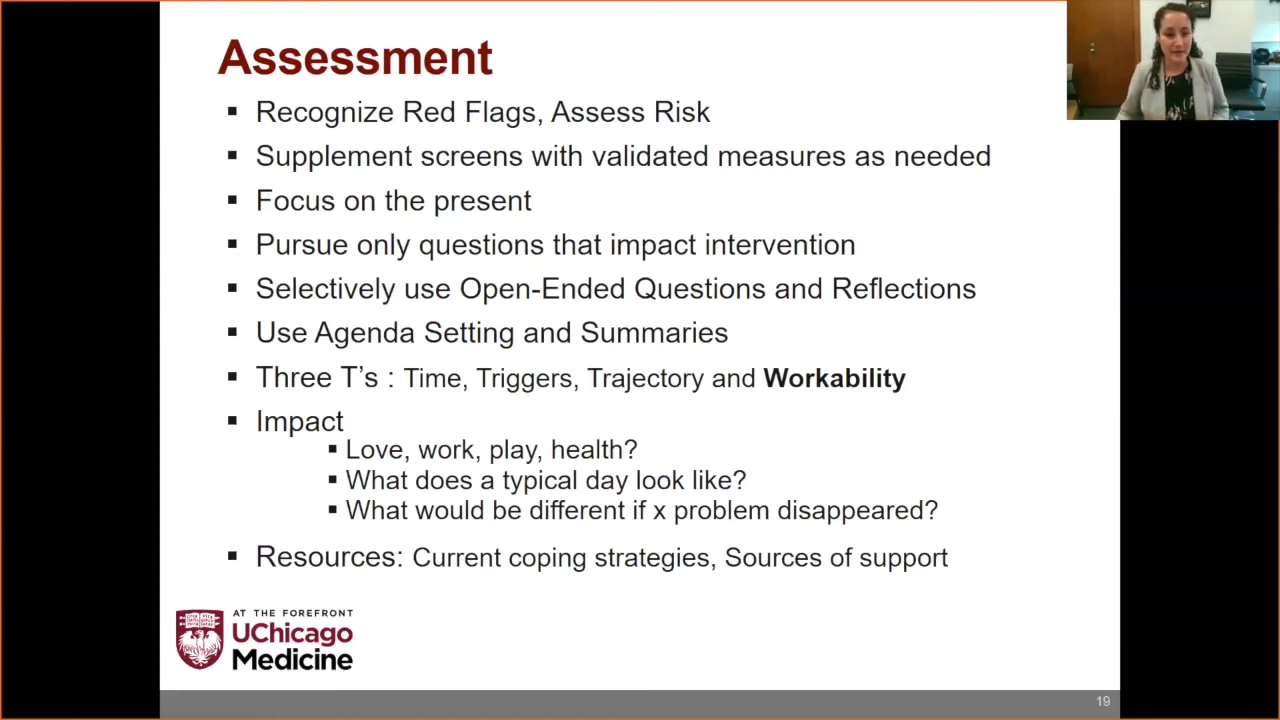 Assessment
▪ Recognize Red Flags, Assess Risk
▪ Supplement screens with validated measures as needed
▪ Focus on the present
▪ Pursue only questions that impact intervention
▪ Selectively use Open-Ended Questions and Reflections
▪ Use Agenda Setting and Summaries
▪ Three T’s : Time, Triggers, Trajectory and Workability
▪ Impact
▪ Love, work, play, health?
▪ What does a typical day look like?
▪ What would be different if x problem disappeared?
▪ Resources: Current coping strategies, Sources of support
AT THE FOREFRONT
UChicago
Medicine
19